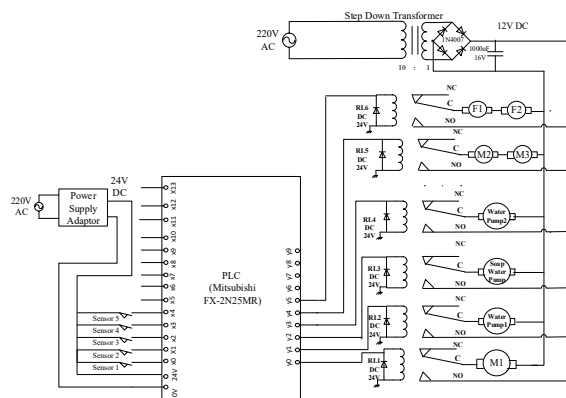 Step Down Transformer
220V
AC
10 : 1
1N4007
1000uF
16V
12V DC
RL6
DC
24V
NC
C
NO
F1
F2
RL5
DC
24V
NC
C
NO
M2
M3
RL4
DC
24V
NC
C
NO
Water
Pump2
RL3
DC
24V
NC
C
NO
Soap
Water
Pump
RL2
DC
24V
NC
C
NO
Water
Pump1
RL1
DC
24V
NC
C
NO
M1
220V
AC
Power
Supply
Adaptor
24V
DC
X13
X12
X11
X10
x9
x8
x7
x6
x5
x4
x3
x2
X1
x0
24V
0V
Sensor 5
Sensor 4
Sensor 3
Sensor 2
Sensor 1
PLC
(Mitsubishi
FX-2N25MR)
y9
y8
y7
y6
y5
y4
y3
y2
y1
y0